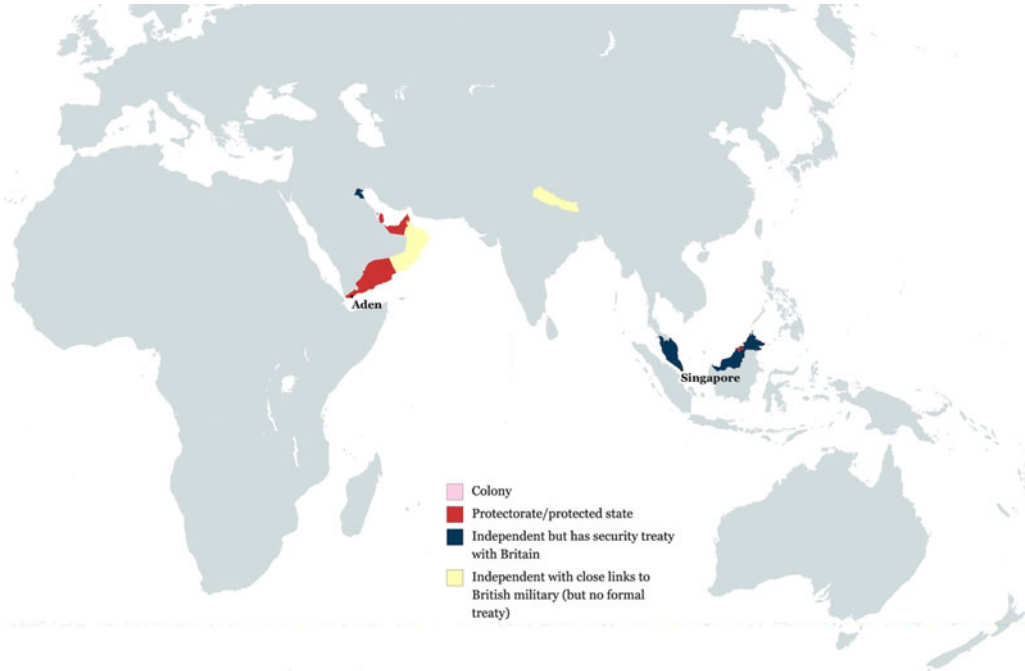 Aden
Singapore
Colony
Protectorate/protected state
Independent but has security treaty
with Britain
Independent with close links to
British military (but no formal
treaty)